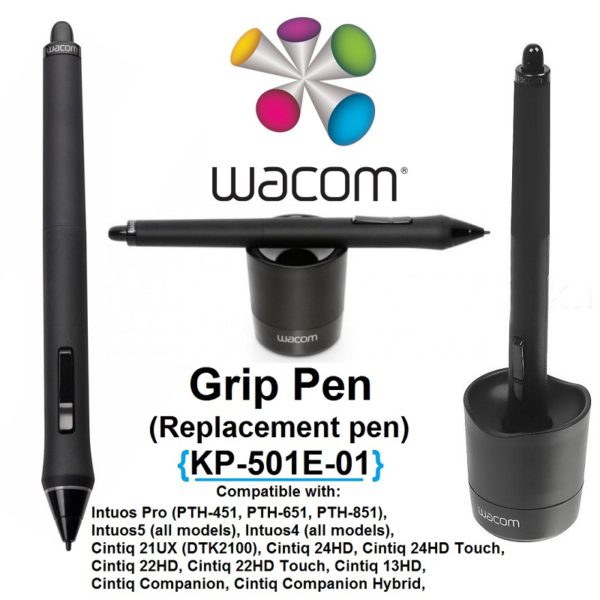 wacom
wacom®
wacom
wacom
Grip Pen
(Replacement pen)
{KP-501E-01}
Compatible with:
Intuos Pro (PTH-451, PTH-651, PTH-851),
Intuos5 (all models), Intuos4 (all models),
Cintiq 21UX (DTK2100), Cintiq 24HD, Cintiq 24HD Touch,
Cintiq 22HD, Cintiq 22HD Touch, Cintiq 13HD,
Cintiq Companion, Cintiq Companion Hybrid,